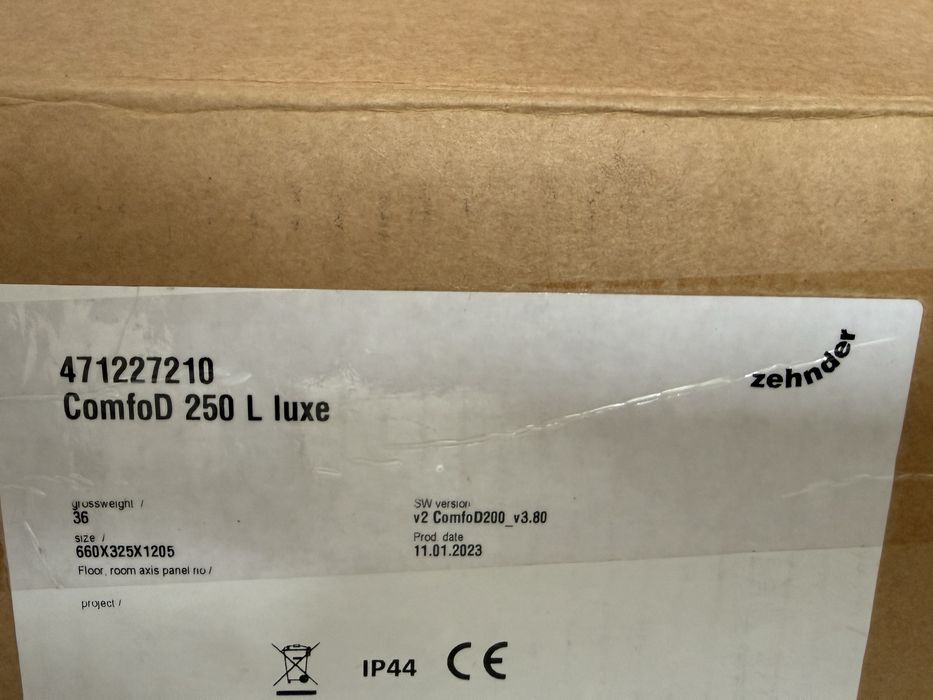 zehnder
471227210
ComfoD 250 L luxe
grossweight /
36
size /
660X325X1205
Floor, room axis panel no /
project /
SW version
v2 ComfoD200_v3.80
Prod. date
11.01.2023
IP44 CE